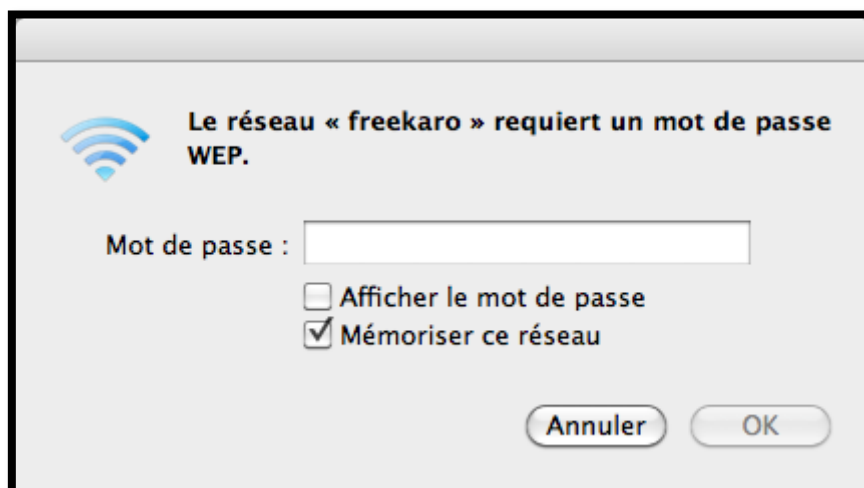 Le réseau « freekaro » requiert un mot de passe
WEP.
Mot de passe :
Afficher le mot de passe
Mémoriser ce réseau
Annuler
OK